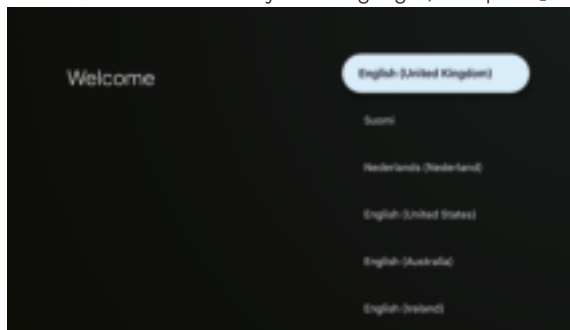 Welcome
English (United Kingdom)
Suomi
Nederlands (Nederland)
English (United States)
English (Australia)
English (Ireland)